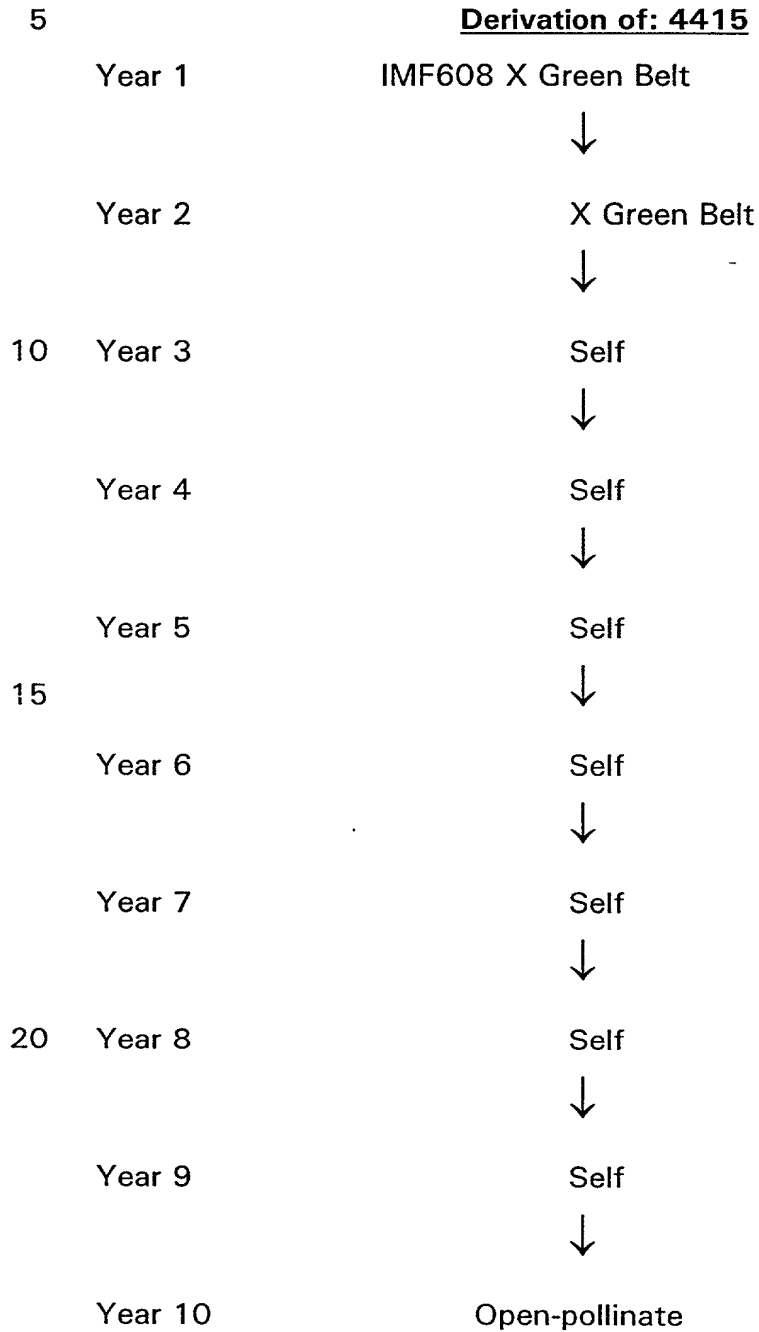 5 Derivation of: 4415
Year 1 IMF608 X Green Belt
↓
Year 2 X Green Belt
↓
10 Year 3 Self
↓
Year 4 Self
↓
Year 5 Self
15 ↓
Year 6 Self
↓
Year 7 Self
↓
20 Year 8 Self
↓
Year 9 Self
↓
Year 10 Open-pollinate